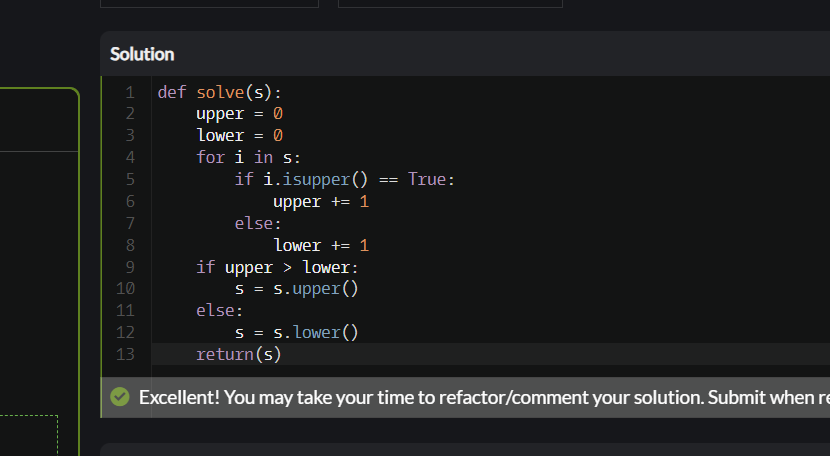 Solution
1 def solve(s):
2     upper = 0
3     lower = 0
4     for i in s:
5         if i.isupper() == True:
6             upper += 1
7         else:
8             lower += 1
9     if upper > lower:
10         s = s.upper()
11     else:
12         s = s.lower()
13     return(s)
Excellent! You may take your time to refactor/comment your solution. Submit when